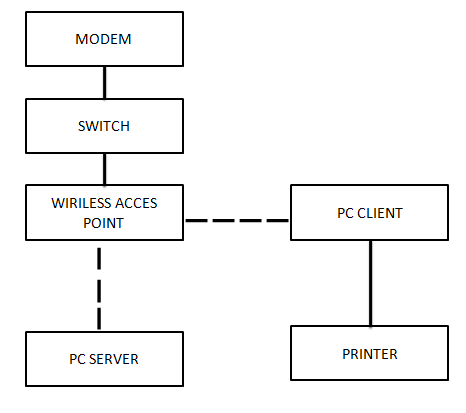 MODEM
SWITCH
WIRILESS ACCES
POINT
PC CLIENT
PC SERVER
PRINTER